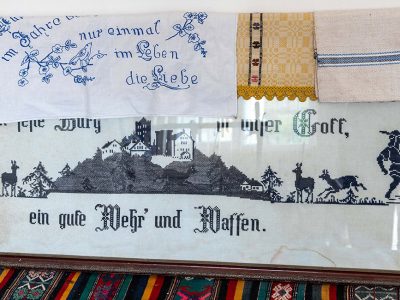 im Jahre
nur einmal
im Leben
die Liebe
feste Burg unser Gott,
ein gute Wehr' und Waffen.